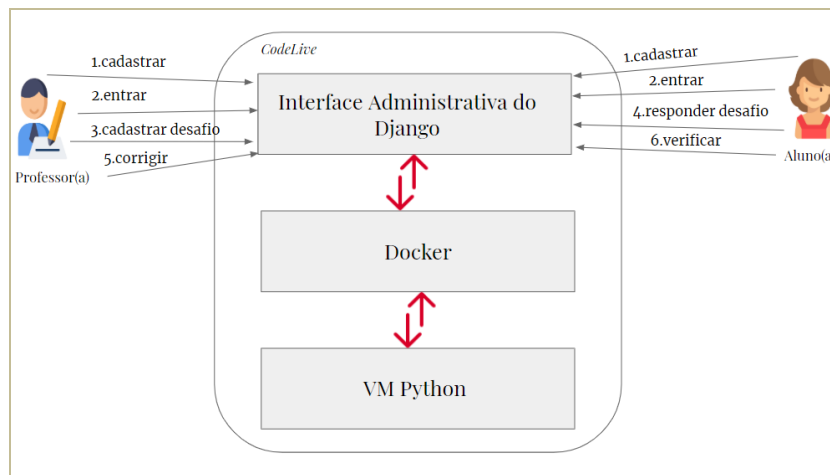 CodeLive
1.cadastrar
2.entrar
3.cadastrar desafio
5.corrigir
Professor(a)
Interface Administrativa do
Django
1.cadastrar
2.entrar
4.responder desafio
6.verificar
Aluno(a)
Docker
VM Python